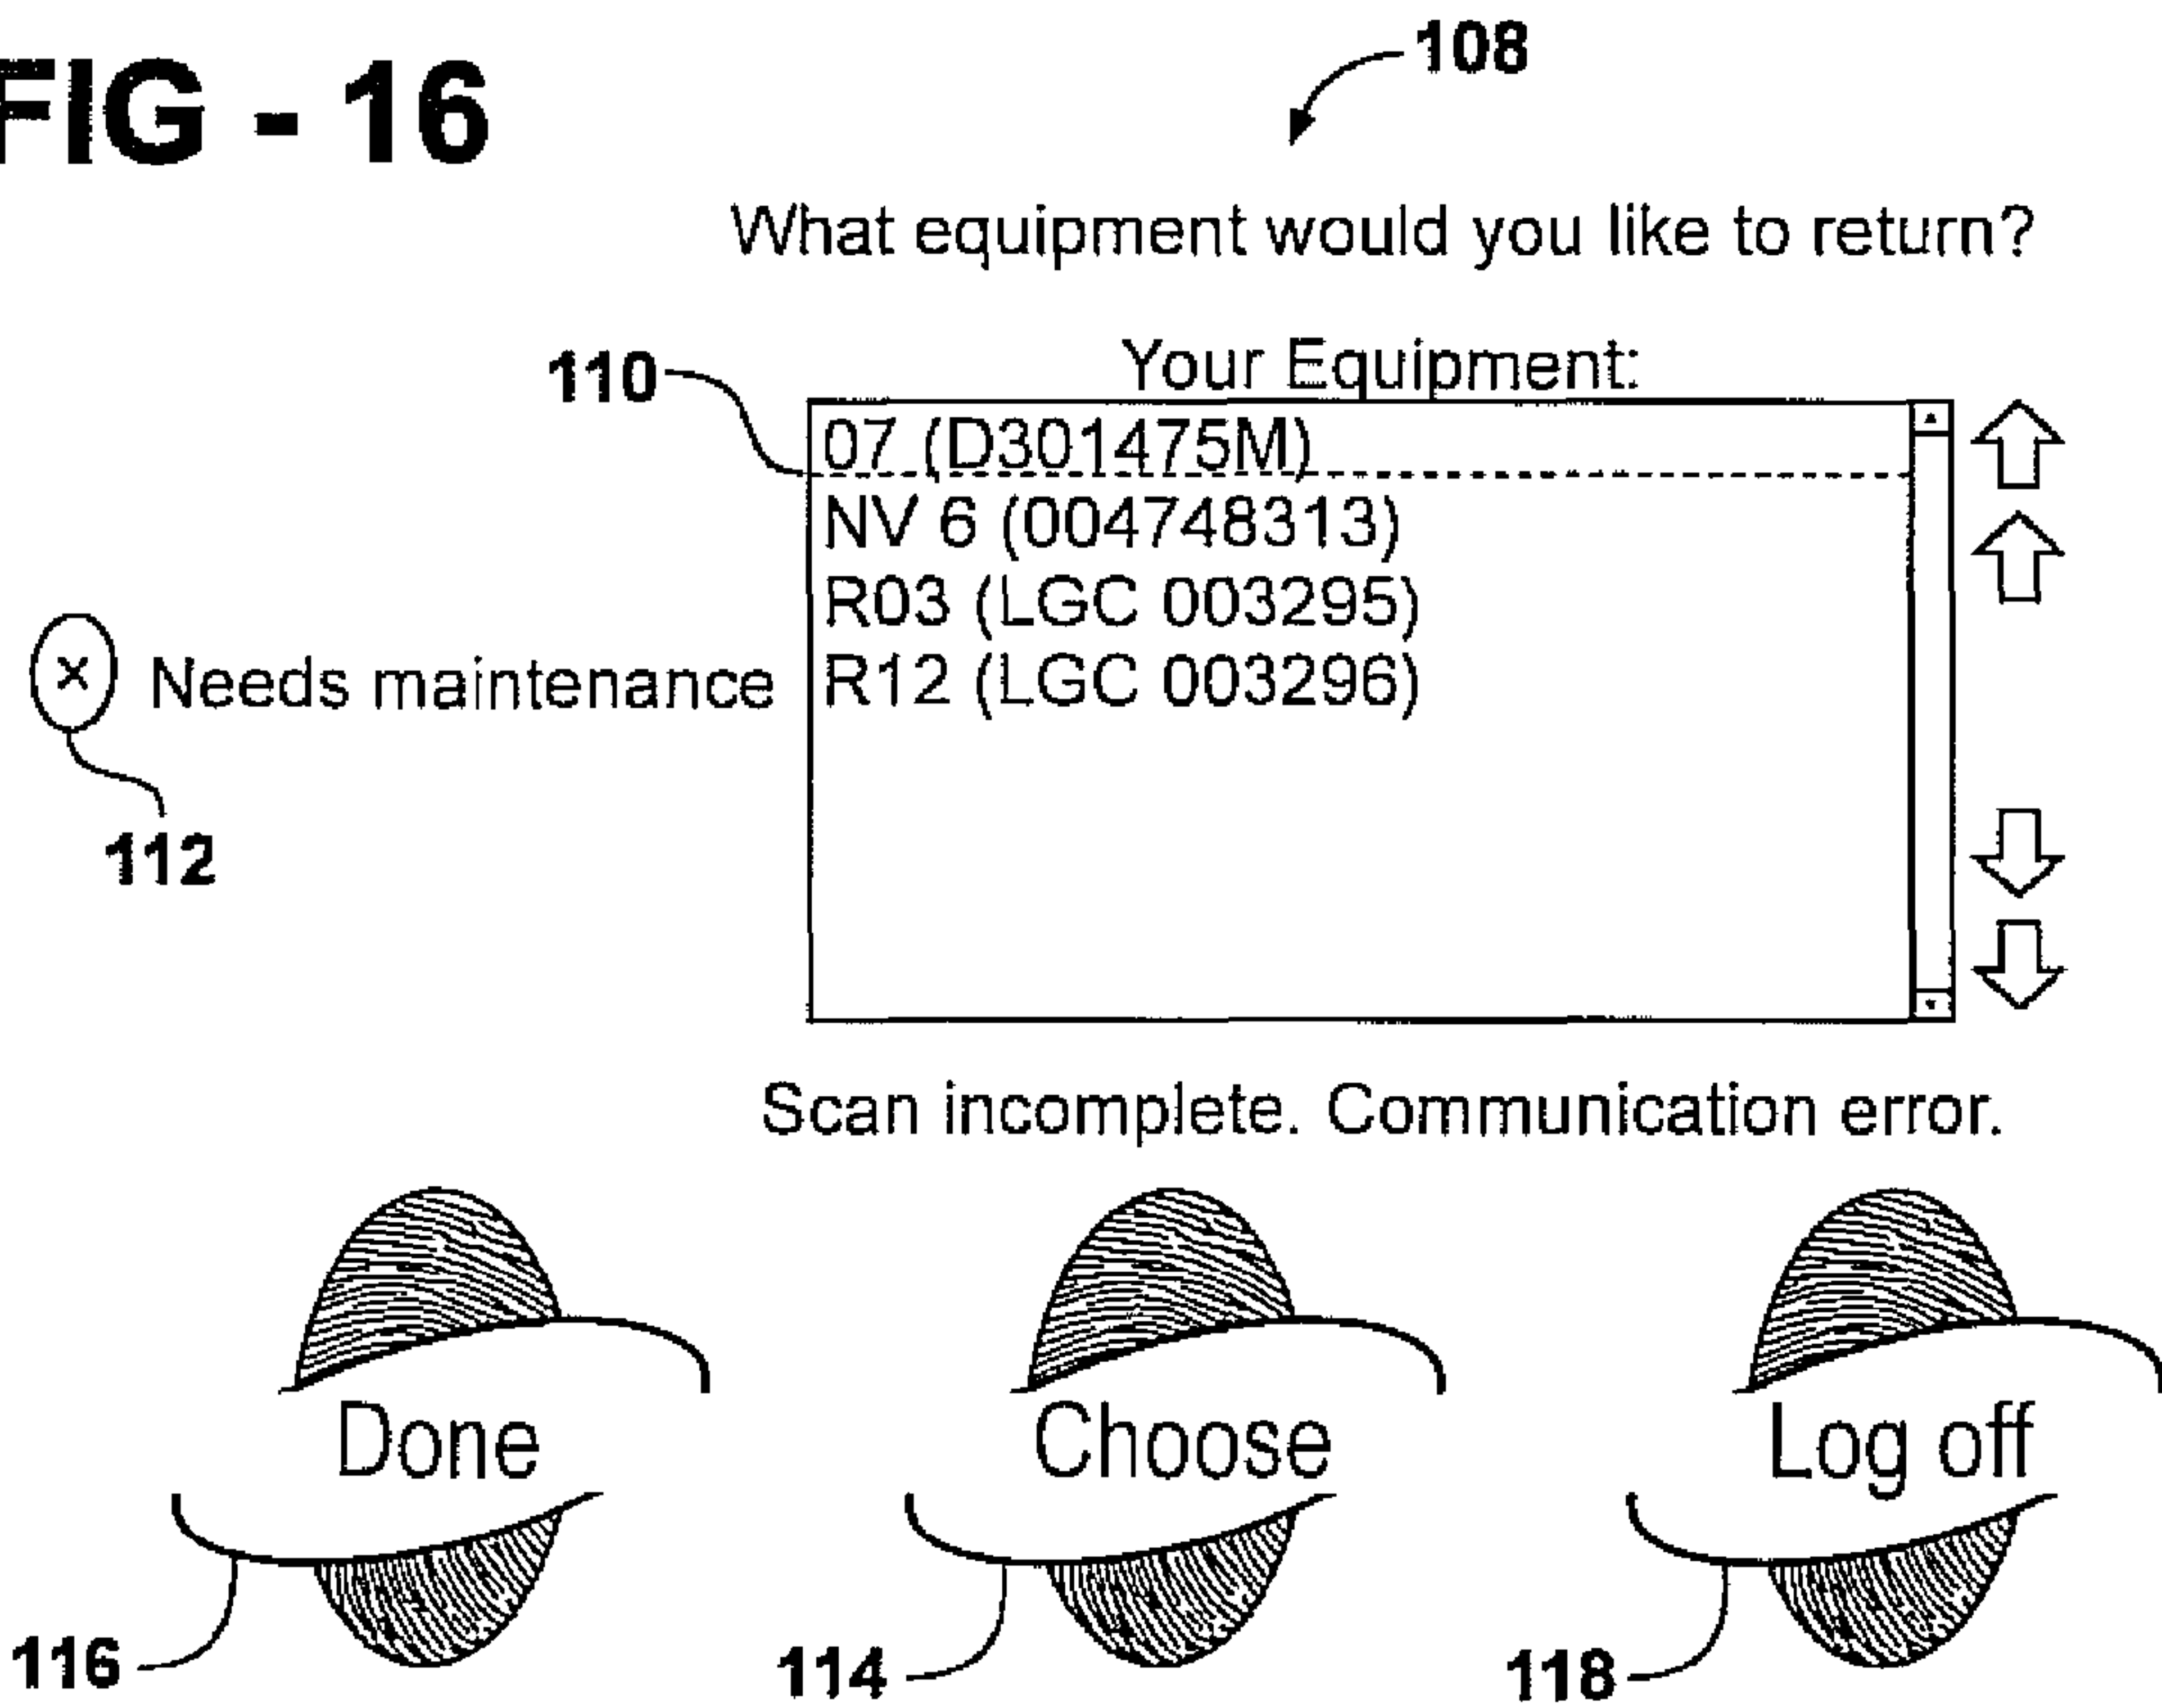 FIG - 16
108
What equipment would you like to return?
110
Your Equipment:
07 (D301475M)
NV 6 (004748313)
R03 (LGC 003295)
R12 (LGC 003296)
X Needs maintenance
112
Scan incomplete. Communication error.
Done
Choose
Log off
116
114
118